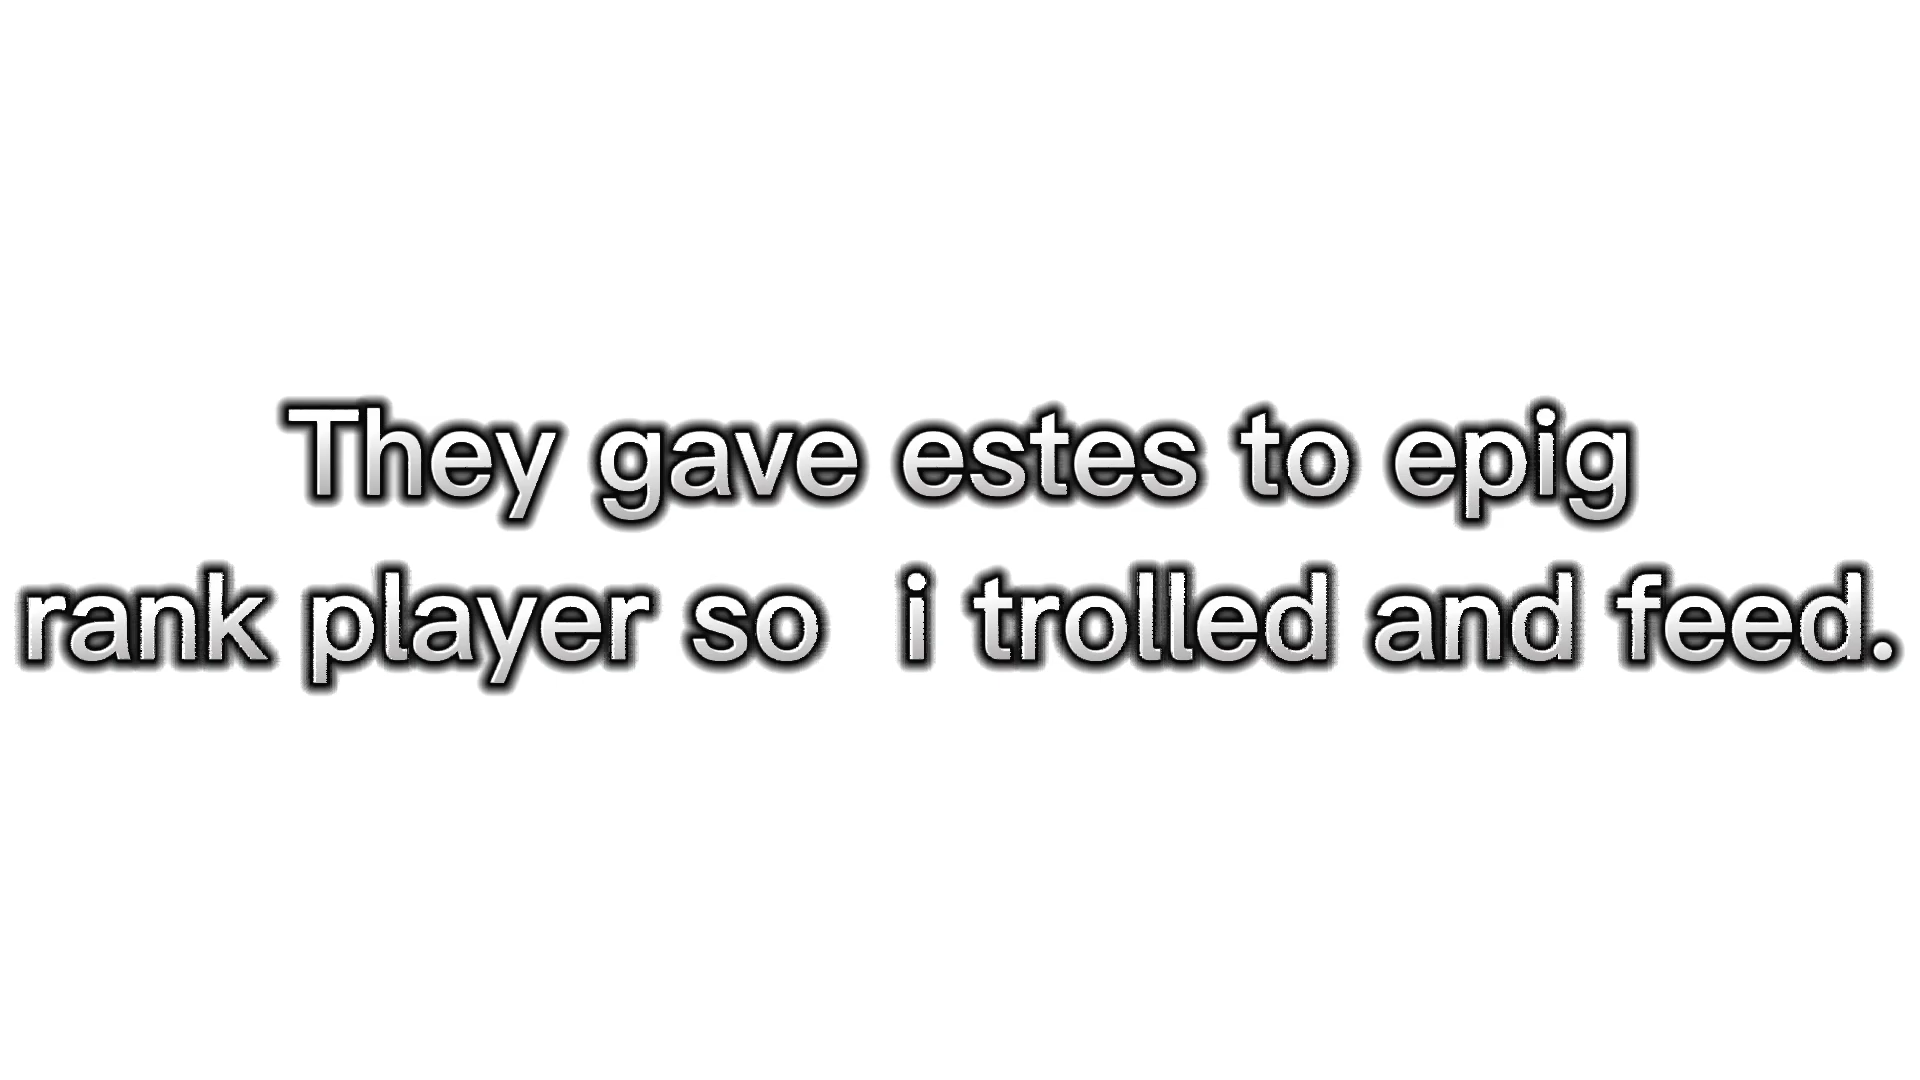 They gave estes to epig
rank player so  i trolled and feed.